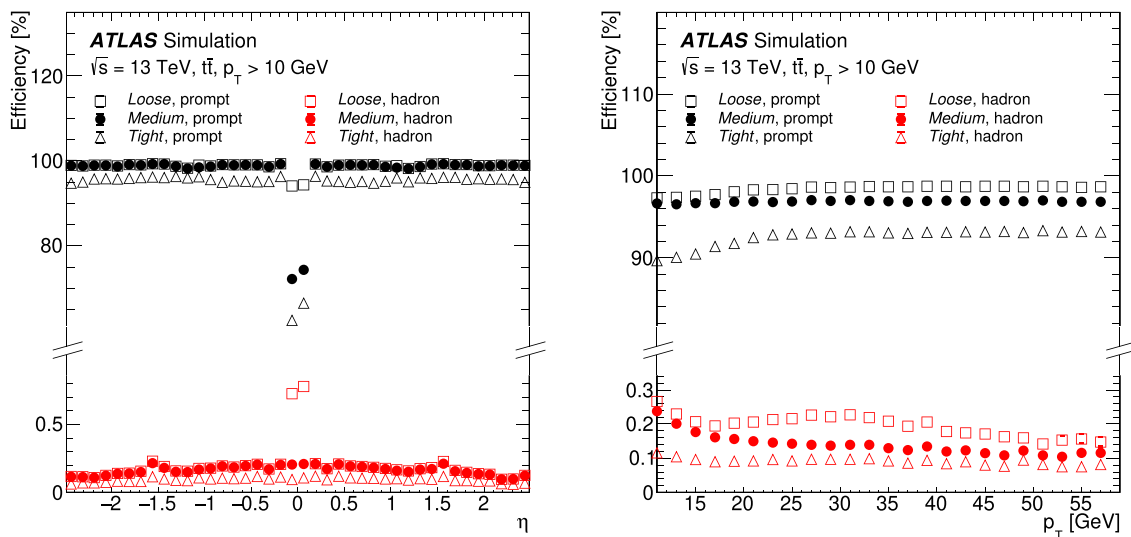 Efficiency [%]
ATLAS Simulation
√s = 13 TeV, tt̄, p_T > 10 GeV
Loose, prompt
Loose, hadron
Medium, prompt
Medium, hadron
Tight, prompt
Tight, hadron
120
100
80
0.5
0
−2 −1.5 −1 −0.5 0 0.5 1 1.5 2
η
Efficiency [%]
ATLAS Simulation
√s = 13 TeV, tt̄, p_T > 10 GeV
Loose, prompt
Loose, hadron
Medium, prompt
Medium, hadron
Tight, prompt
Tight, hadron
110
100
90
0.3
0.2
0.1
0
15 20 25 30 35 40 45 50 55
p_T [GeV]